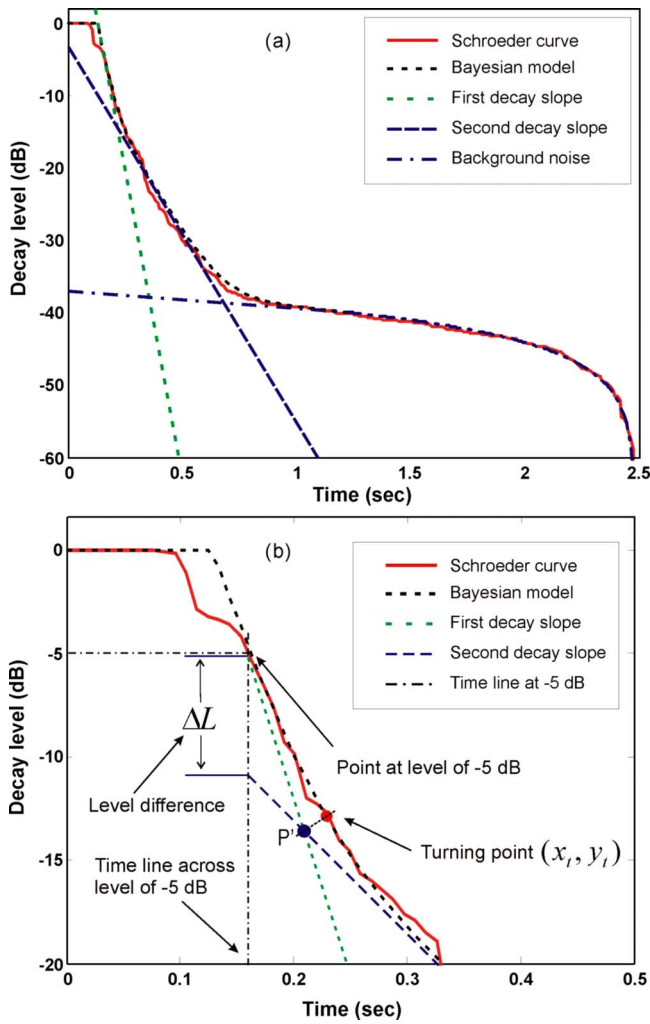 (a)
Schroeder curve
Bayesian model
First decay slope
Second decay slope
Background noise
0
-10
-20
-30
-40
-50
-60
Decay level (dB)
0
0.5
1
1.5
2
2.5
Time (sec)
(b)
Schroeder curve
Bayesian model
First decay slope
Second decay slope
Time line at -5 dB
0
-5
-10
-15
-20
Decay level (dB)
ΔL
Level difference
Point at level of -5 dB
P'
Turning point (x_t, y_t)
Time line across
level of -5 dB
0
0.1
0.2
0.3
0.4
0.5
Time (sec)